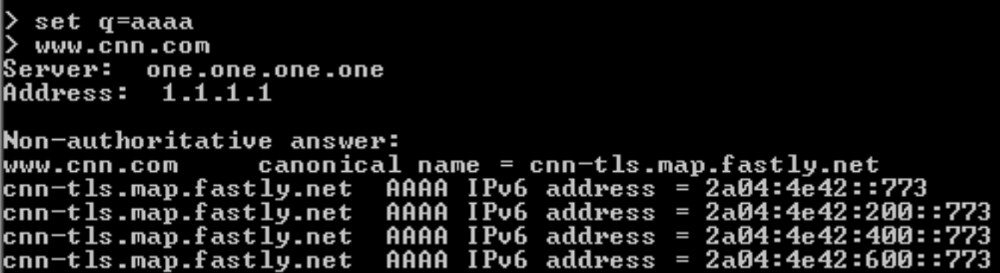 > set q=aaaa
> www.cnn.com
Server:  one.one.one.one
Address:  1.1.1.1
Non-authoritative answer:
www.cnn.com     canonical name = cnn-tls.map.fastly.net
cnn-tls.map.fastly.net  AAAA IPv6 address = 2a04:4e42::773
cnn-tls.map.fastly.net  AAAA IPv6 address = 2a04:4e42:200::773
cnn-tls.map.fastly.net  AAAA IPv6 address = 2a04:4e42:400::773
cnn-tls.map.fastly.net  AAAA IPv6 address = 2a04:4e42:600::773